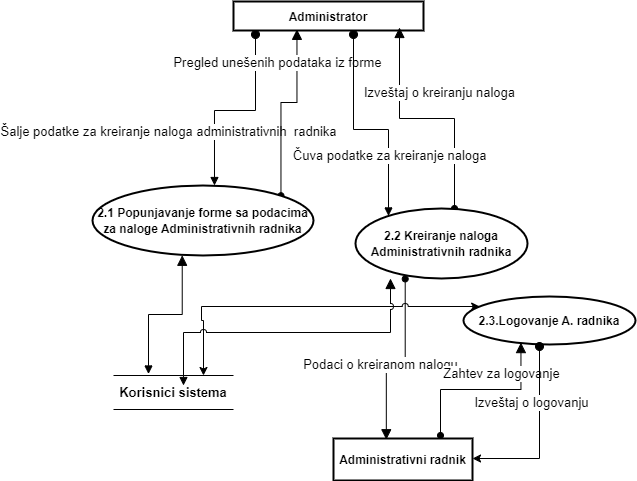 Administrator
Pregled unešenih podataka iz forme
Izveštaj o kreiranju naloga
Šalje podatke za kreiranje naloga administrativnih radnika
Čuva podatke za kreiranje naloga
2.1 Popunjavanje forme sa podacima
za naloge Administrativnih radnika
2.2 Kreiranje naloga
Administrativnih radnika
2.3.Logovanje A. radnika
Podaci o kreiranom nalogu
Zahtev za logovanje
Korisnici sistema
Izveštaj o logovanju
Administrativni radnik